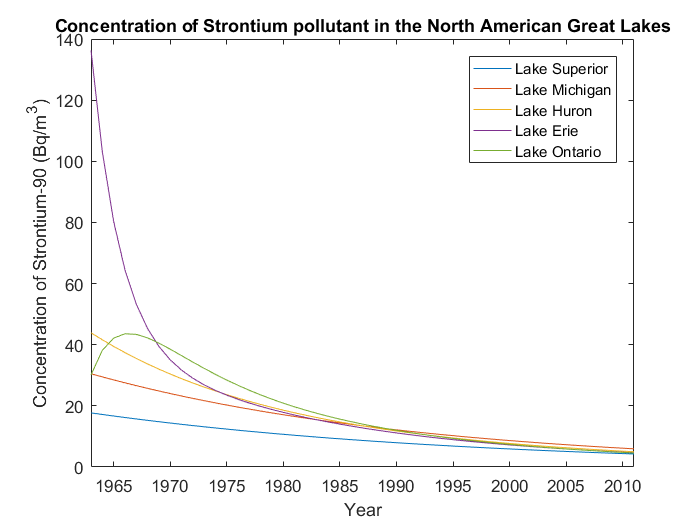 Concentration of Strontium pollutant in the North American Great Lakes
Concentration of Strontium-90 (Bq/m³)
140
120
100
80
60
40
20
0
Lake Superior
Lake Michigan
Lake Huron
Lake Erie
Lake Ontario
1965 1970 1975 1980 1985 1990 1995 2000 2005 2010
Year